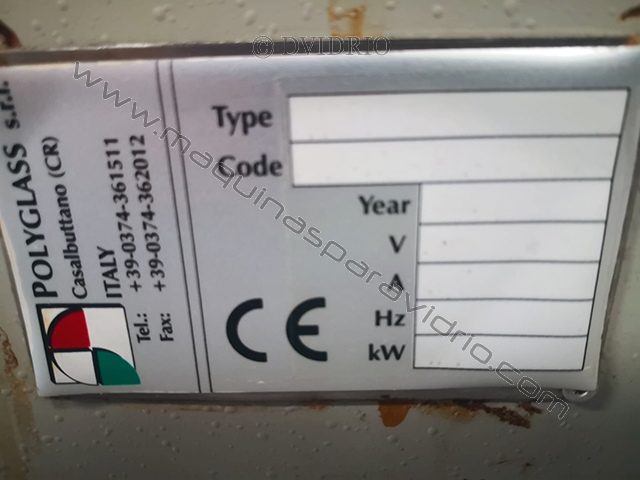 © DVIDRIO
POLYGLASS s.r.l.
Casalbuttano (CR)
ITALY
Tel.: +39-0374-361511
Fax: +39-0374-362012
Type
Code
Year
V
A
Hz
kW
CE
www.maquinasparavidrio.com